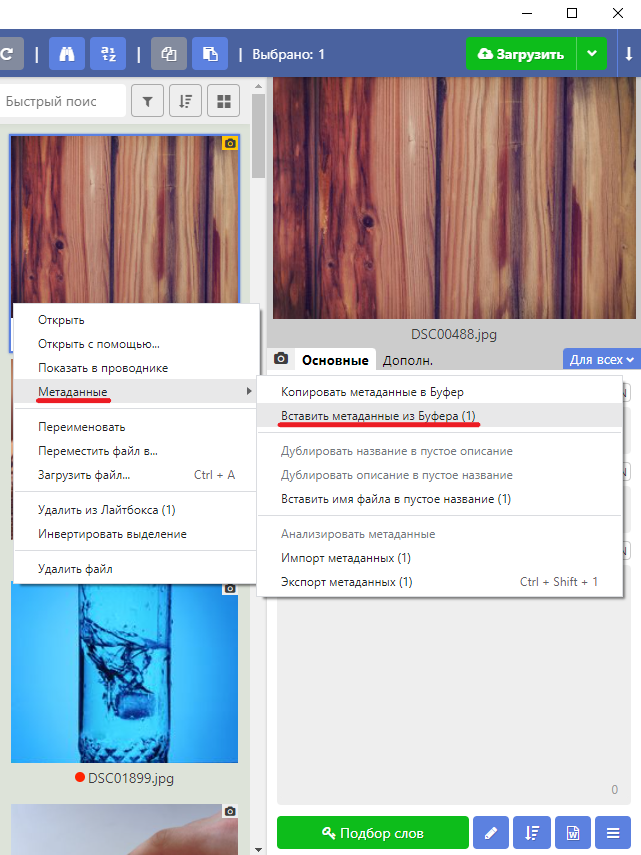 Выбрано: 1
Загрузить
Быстрый поиск
DSC00488.jpg
Основные
Дополн.
Для всех
Открыть
Открыть с помощью...
Показать в проводнике
Метаданные
Переименовать
Переместить файл в...
Загрузить файл... Ctrl + A
Удалить из Лайтбокса (1)
Инвертировать выделение
Удалить файл
Копировать метаданные в Буфер
Вставить метаданные из Буфера (1)
Дублировать название в пустое описание
Дублировать описание в пустое название
Вставить имя файла в пустое название (1)
Анализировать метаданные
Импорт метаданных (1)
Экспорт метаданных (1) Ctrl + Shift + 1
DSC01899.jpg
0
Подбор слов